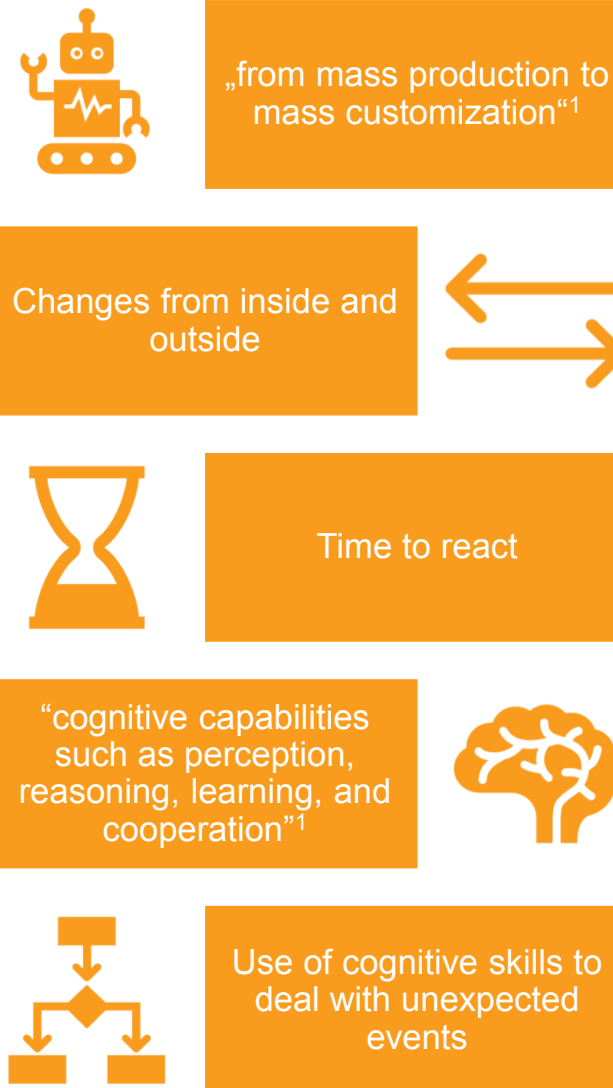 „from mass production to
mass customization“1
Changes from inside and
outside
Time to react
“cognitive capabilities
such as perception,
reasoning, learning, and
cooperation”1
Use of cognitive skills to
deal with unexpected
events